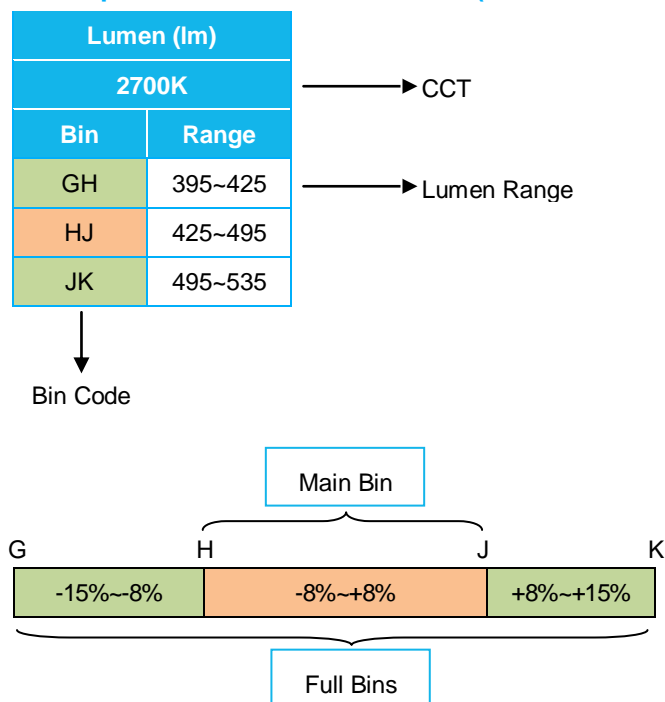 Lumen (lm)
2700K
CCT
Bin Range
GH 395~425
Lumen Range
HJ 425~495
JK 495~535
Bin Code
Main Bin
G H J K
-15%~-8% -8%~+8% +8%~+15%
Full Bins